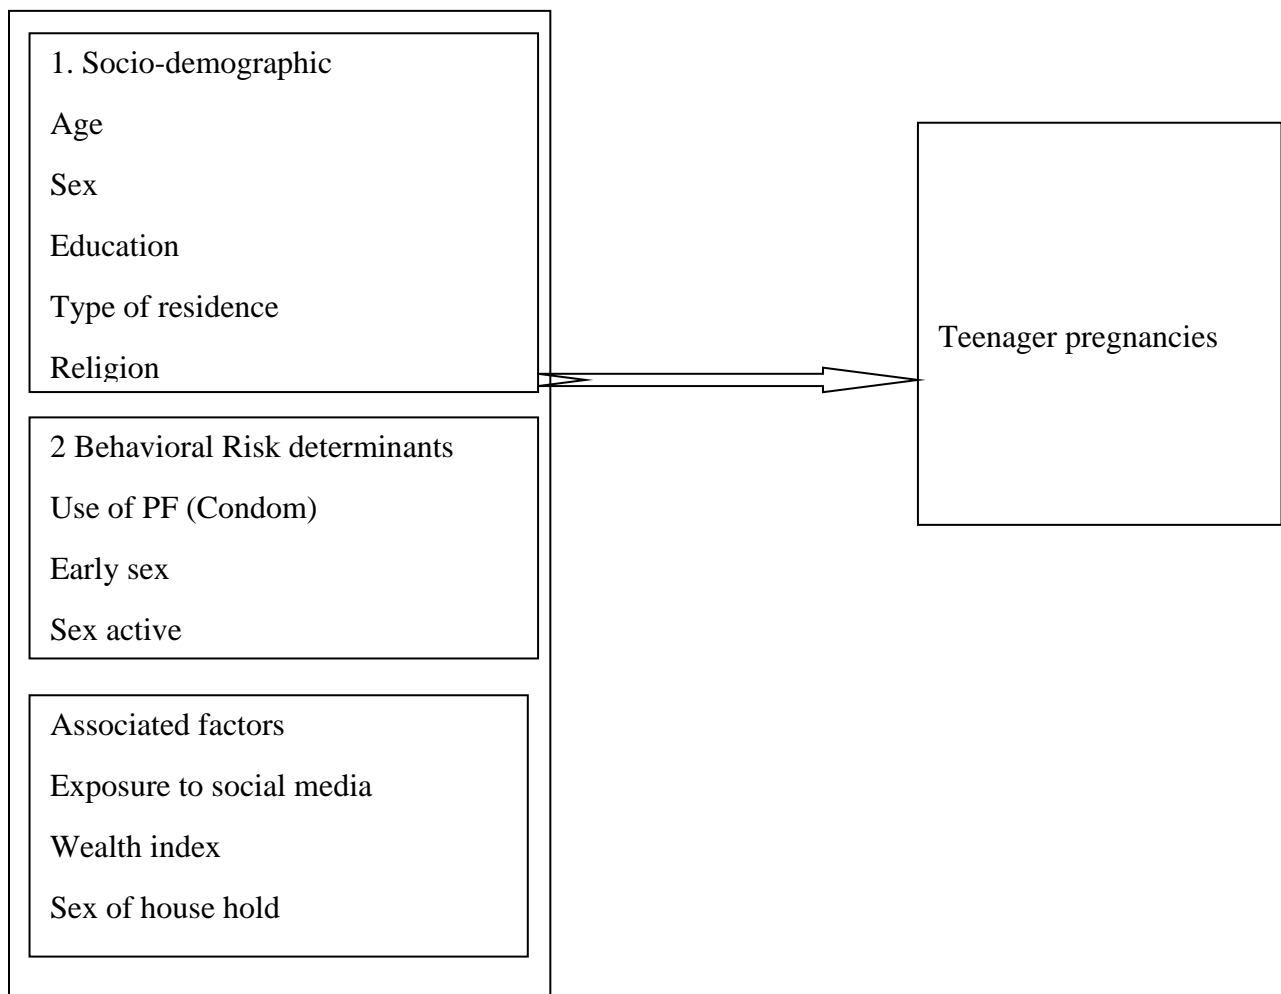 1. Socio-demographic
Age
Sex
Education
Type of residence
Religion
2 Behavioral Risk determinants
Use of PF (Condom)
Early sex
Sex active
Associated factors
Exposure to social media
Wealth index
Sex of house hold
Teenager pregnancies